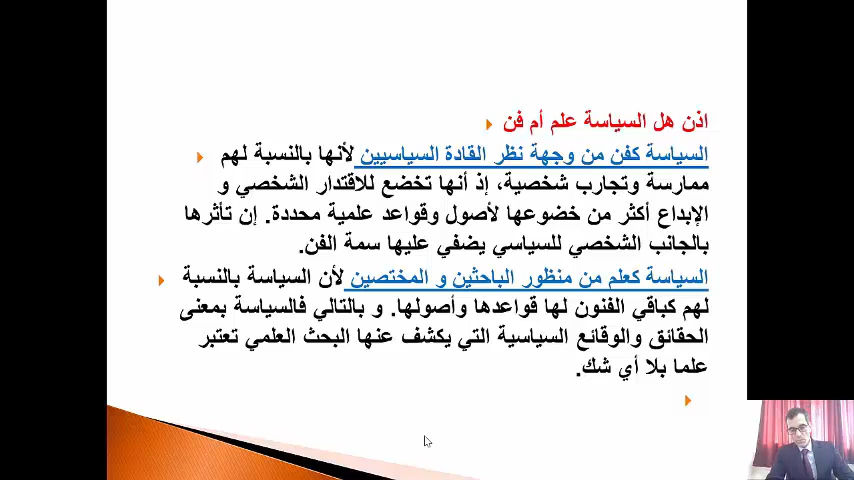 اذن هل السياسة علم أم فن
السياسة كفن من وجهة نظر القادة السياسيين لأنها بالنسبة لهم
ممارسة وتجارب شخصية، إذ أنها تخضع للاقتدار الشخصي و
الإبداع أكثر من خضوعها لأصول وقواعد علمية محددة. إن تأثرها
بالجانب الشخصي للسياسي يضفي عليها سمة الفن.
السياسة كعلم من منظور الباحثين و المختصين لأن السياسة بالنسبة
لهم كباقي الفنون لها قواعدها وأصولها. و بالتالي فالسياسة بمعنى
الحقائق والوقائع السياسية التي يكشف عنها البحث العلمي تعتبر
علما بلا أي شك.